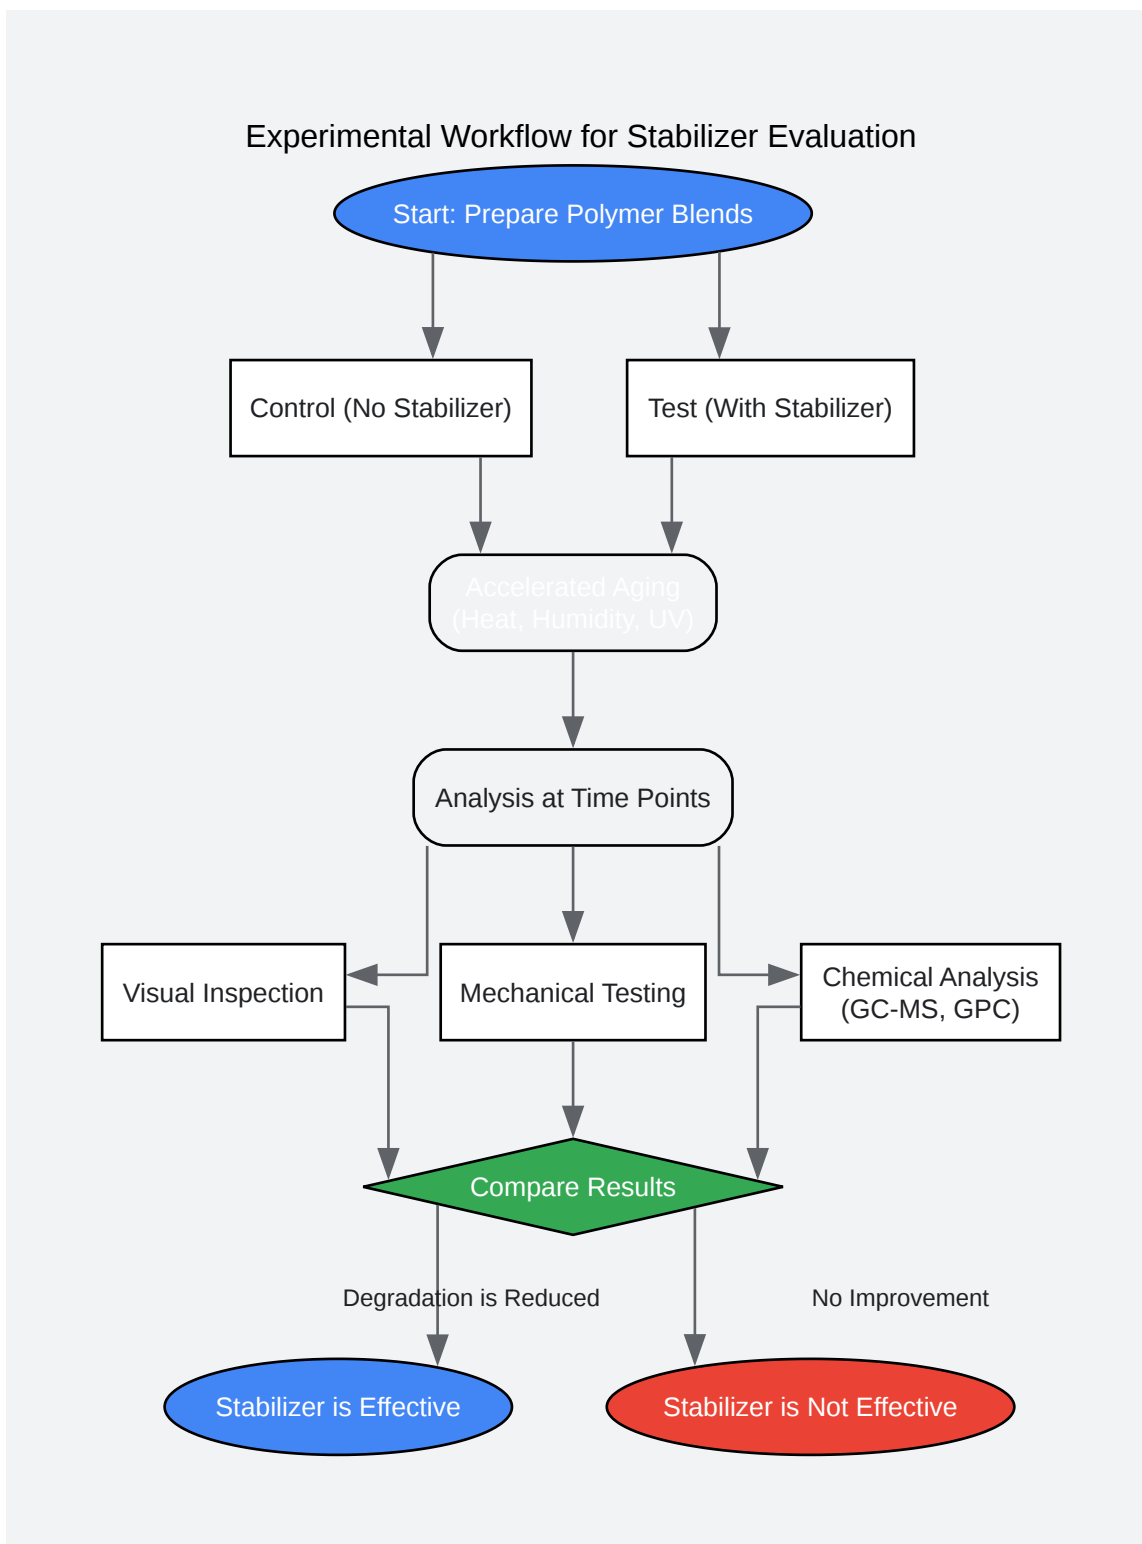 Experimental Workflow for Stabilizer Evaluation
Start: Prepare Polymer Blends
Control (No Stabilizer)
Test (With Stabilizer)
Accelerated Aging
(Heat, Humidity, UV)
Analysis at Time Points
Visual Inspection
Mechanical Testing
Chemical Analysis
(GC-MS, GPC)
Compare Results
Degradation is Reduced
No Improvement
Stabilizer is Effective
Stabilizer is Not Effective